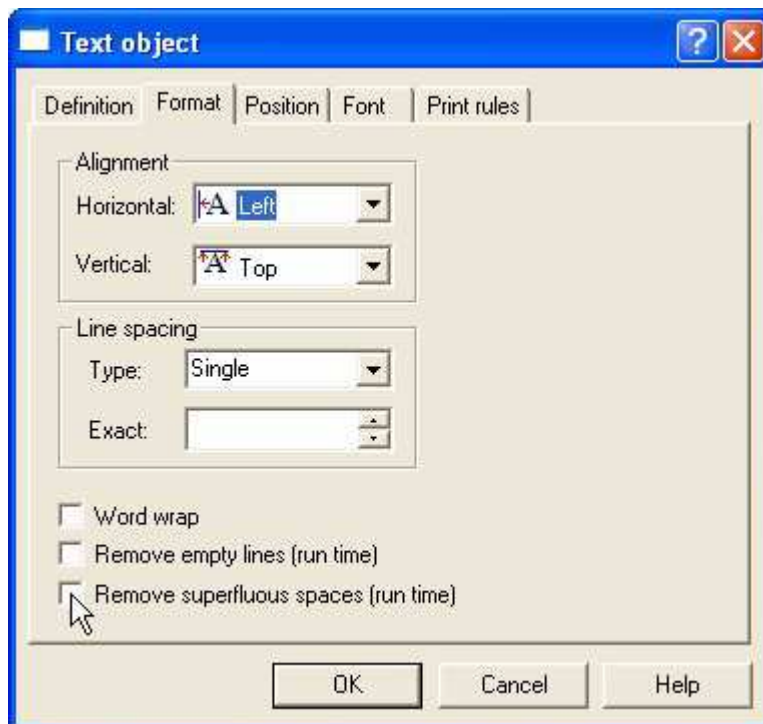 Text object
Definition Format Position Font Print rules
Alignment
Horizontal: A Left
Vertical: A Top
Line spacing
Type: Single
Exact:
Word wrap
Remove empty lines (run time)
Remove superfluous spaces (run time)
OK Cancel Help